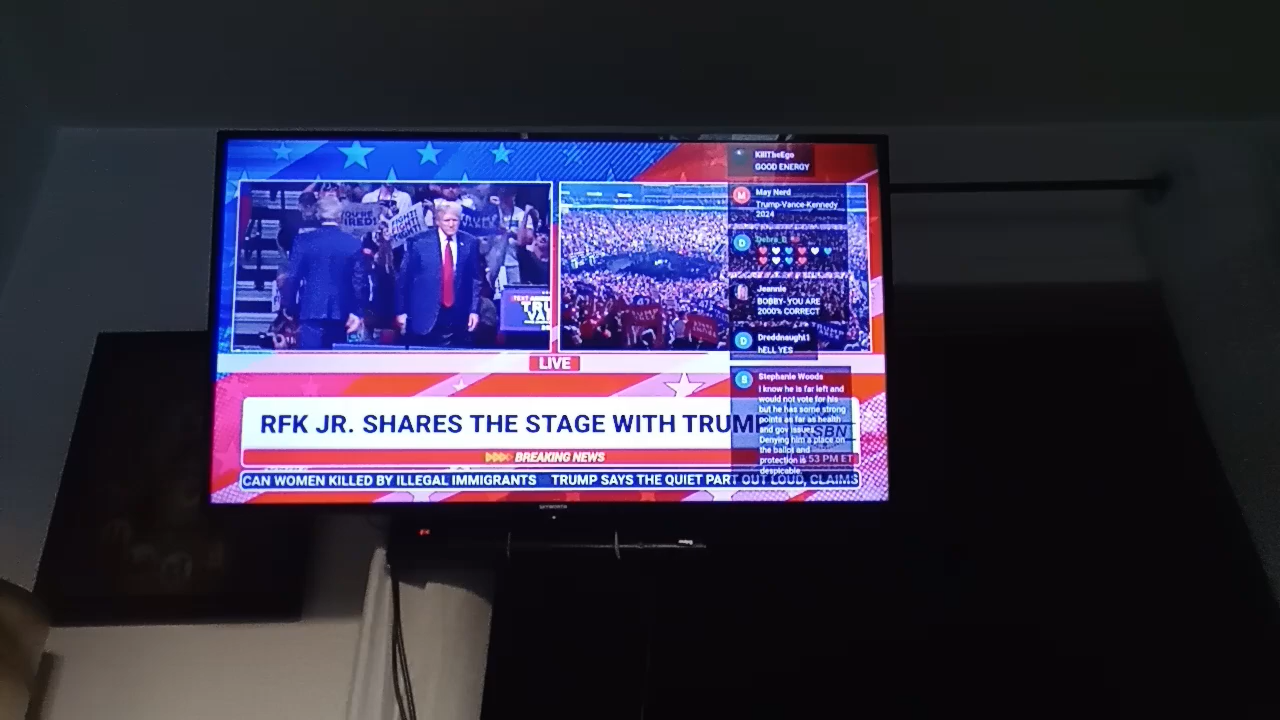 KillTheEgo
GOOD ENERGY
May Nerd
Trump-Vance-Kennedy
2024
Debra_B
Jeannie
BOBBY- YOU ARE
2000% CORRECT
Dreddnaught1
hELL YES
Stephanie Woods
I know he is far left and
would not vote for his
but he has some strong
points as far as health
and gov issues
Denying him a place on
the ballot and
protection is
despicable.
LIVE
RFK JR. SHARES THE STAGE WITH TRUM
SBN
BREAKING NEWS
53 PM ET
CAN WOMEN KILLED BY ILLEGAL IMMIGRANTS TRUMP SAYS THE QUIET PART OUT LOUD, CLAIMS
SKYWORTH